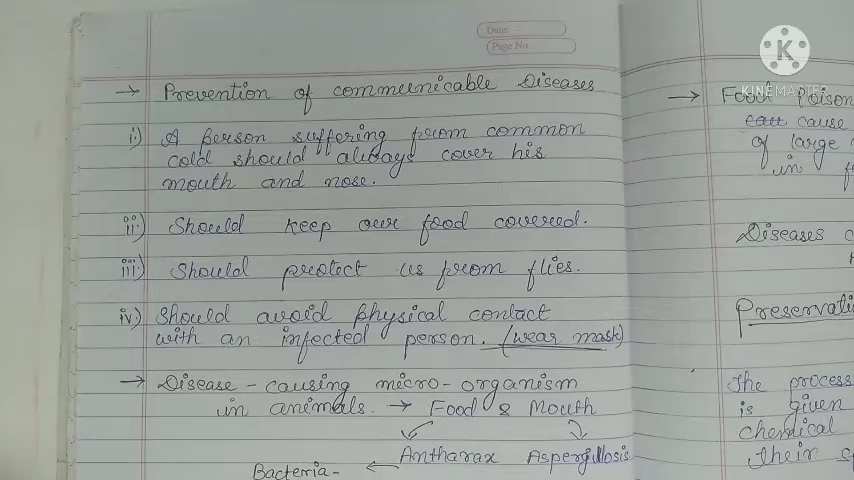 Date:
Page No.
KINEMASTER
→ Prevention of communicable Diseases
i) A person suffering from common
cold should always cover his
mouth and nose.
ii) Should keep our food covered.
iii) Should protect us from flies.
iv) Should avoid physical contact
with an infected person. (wear mask)
→ Disease - causing micro-organism
in animals. → Food & Mouth
Antharax Aspergillosis
Bacteria- ←
→ Food Poison
can cause
of large
in
Diseases
Preservati
The process
is given
chemical
their sp